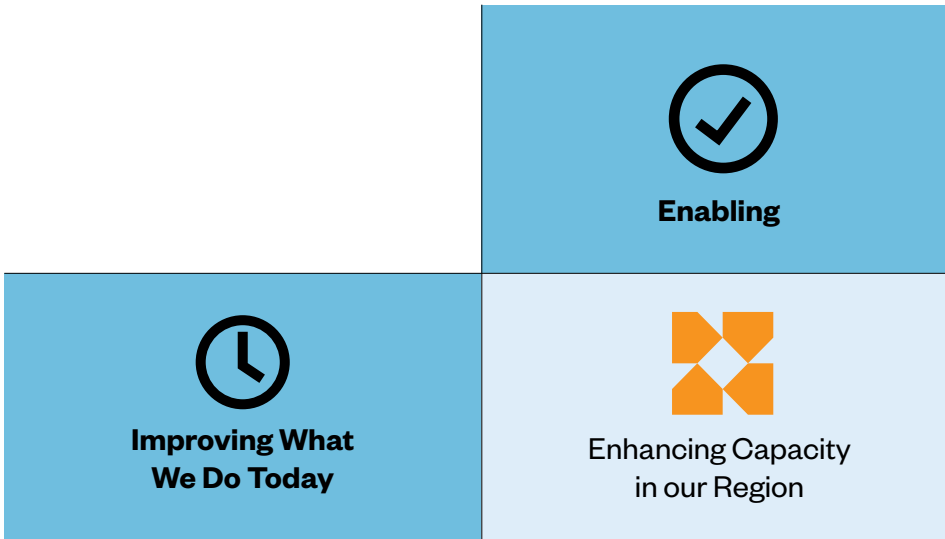 Enabling
Improving What
We Do Today
Enhancing Capacity
in our Region